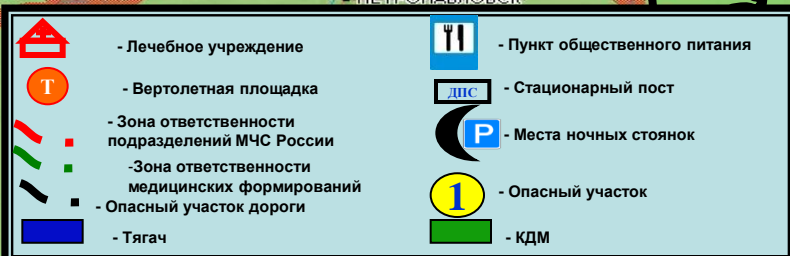 ПЕТРОПАВЛОВСК
- Лечебное учреждение
Т
- Вертолетная площадка
- Зона ответственности
подразделений МЧС России
-Зона ответственности
медицинских формирований
- Опасный участок дороги
- Тягач
- Пункт общественного питания
ДПС
- Стационарный пост
Р
- Места ночных стоянок
1
- Опасный участок
- КДМ